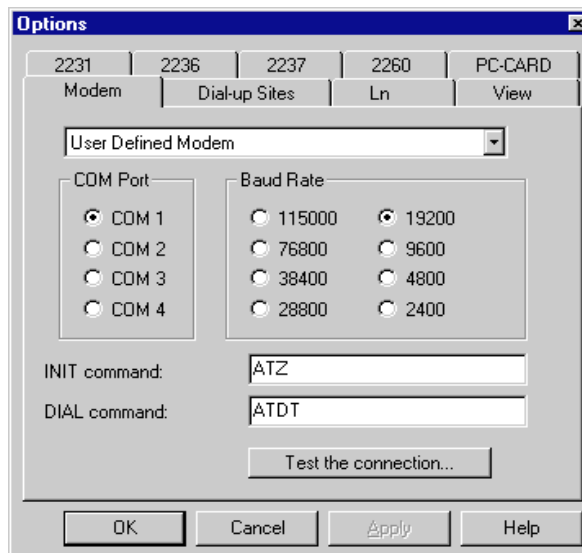 Options
2231 2236 2237 2260 PC-CARD
Modem Dial-up Sites Ln View
User Defined Modem
COM Port Baud Rate
COM 1 115000 19200
COM 2 76800 9600
COM 3 38400 4800
COM 4 28800 2400
INIT command: ATZ
DIAL command: ATDT
Test the connection...
OK Cancel Apply Help